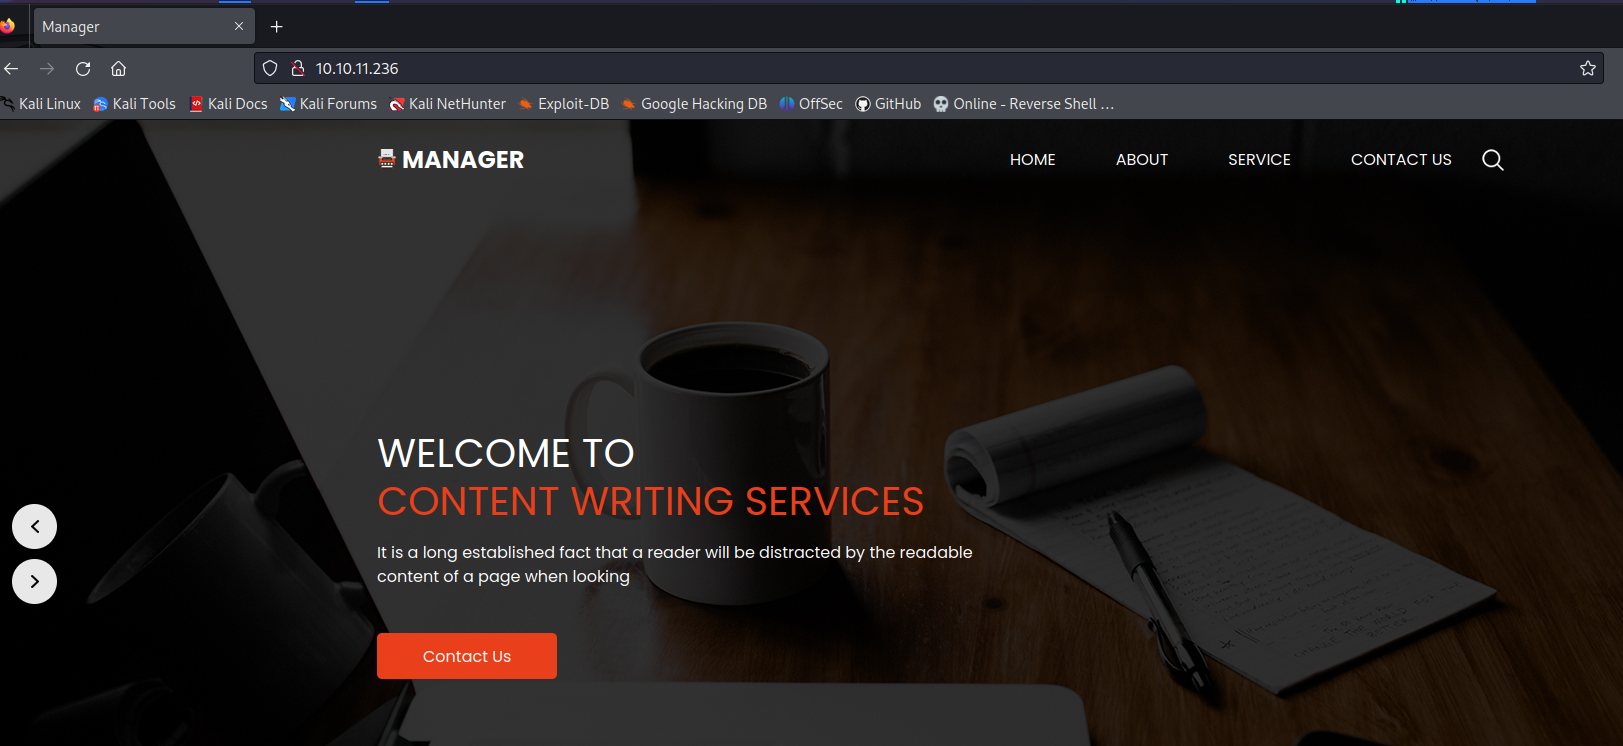 Manager
10.10.11.236
Kali Linux Kali Tools Kali Docs Kali Forums Kali NetHunter Exploit-DB Google Hacking DB OffSec GitHub Online - Reverse Shell …
MANAGER HOME ABOUT SERVICE CONTACT US
WELCOME TO
CONTENT WRITING SERVICES
It is a long established fact that a reader will be distracted by the readable
content of a page when looking
Contact Us